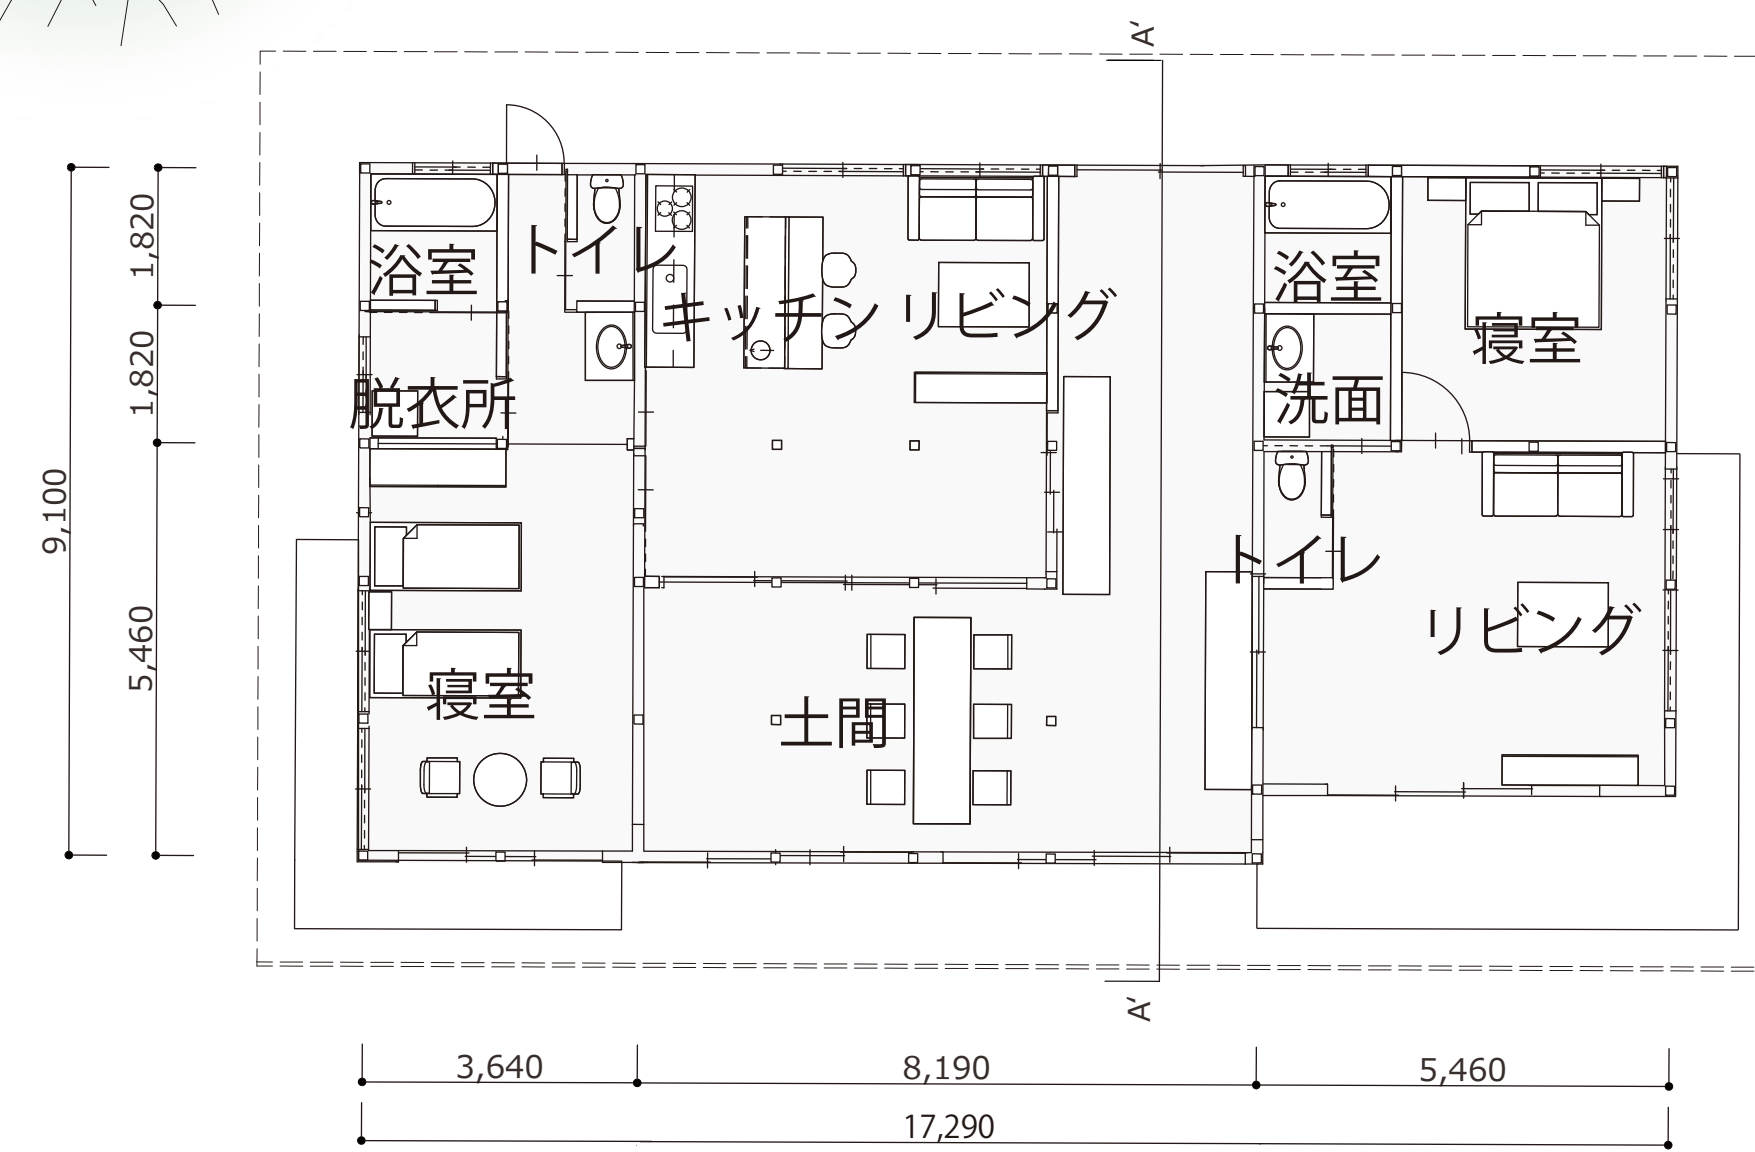 A'
1,820
1,820
9,100
5,460
浴室
トイレ
キッチン
リビング
浴室
寝室
脱衣所
洗面
トイレ
リビング
寝室
土間
A'
3,640
8,190
5,460
17,290